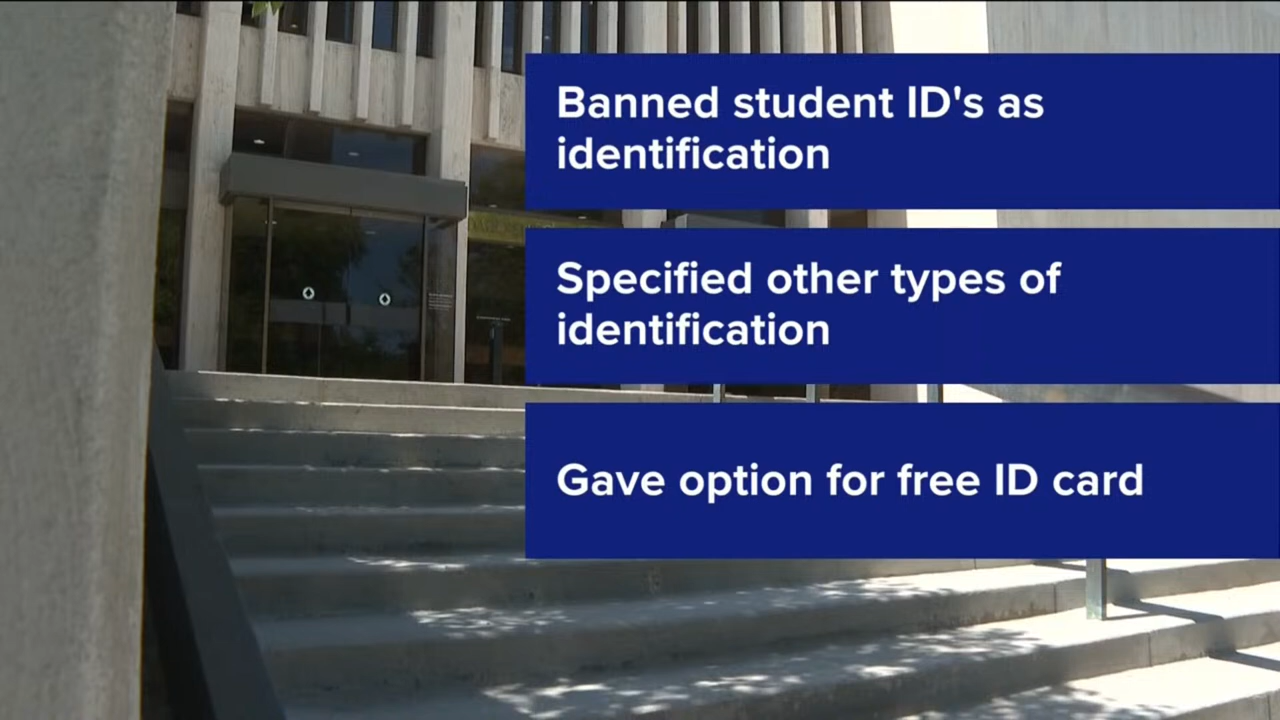 Banned student ID's as
identification
Specified other types of
identification
Gave option for free ID card